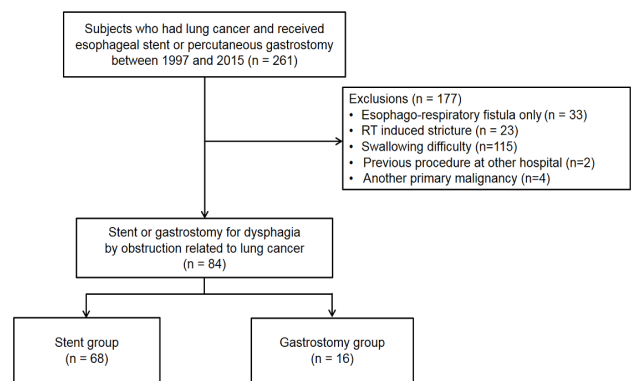 Subjects who had lung cancer and received
esophageal stent or percutaneous gastrostomy
between 1997 and 2015 (n = 261)
Exclusions (n = 177)
• Esophago-respiratory fistula only (n = 33)
• RT induced stricture (n = 23)
• Swallowing difficulty (n=115)
• Previous procedure at other hospital (n=2)
• Another primary malignancy (n=4)
Stent or gastrostomy for dysphagia
by obstruction related to lung cancer
(n = 84)
Stent group
(n = 68)
Gastrostomy group
(n = 16)